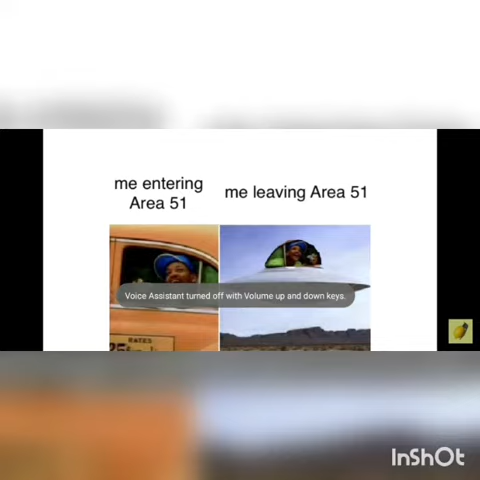 me entering
Area 51
me leaving Area 51
Voice Assistant turned off with Volume up and down keys.
RATES
InShOt